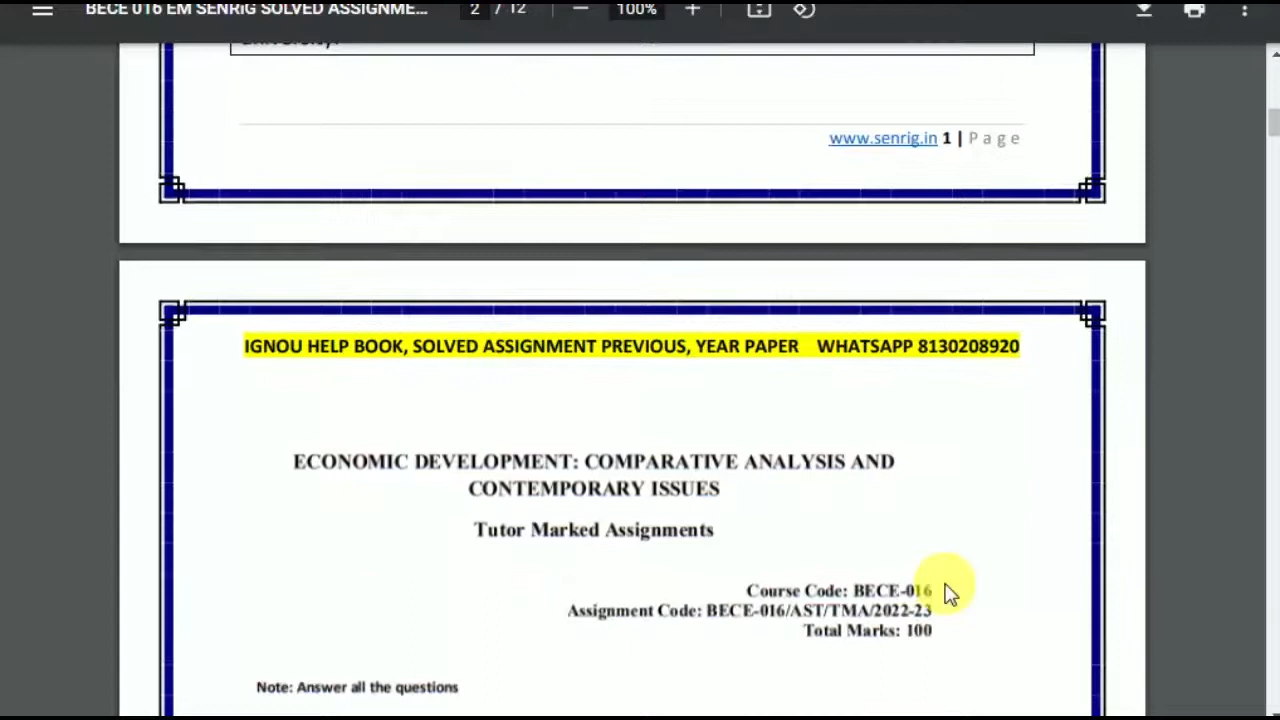 BECE 016 EM SENRIG SOLVED ASSIGNME...
2 / 12
100%
www.senrig.in 1 | Page
IGNOU HELP BOOK, SOLVED ASSIGNMENT PREVIOUS, YEAR PAPER WHATSAPP 8130208920
ECONOMIC DEVELOPMENT: COMPARATIVE ANALYSIS AND
CONTEMPORARY ISSUES
Tutor Marked Assignments
Course Code: BECE-016
Assignment Code: BECE-016/AST/TMA/2022-23
Total Marks: 100
Note: Answer all the questions